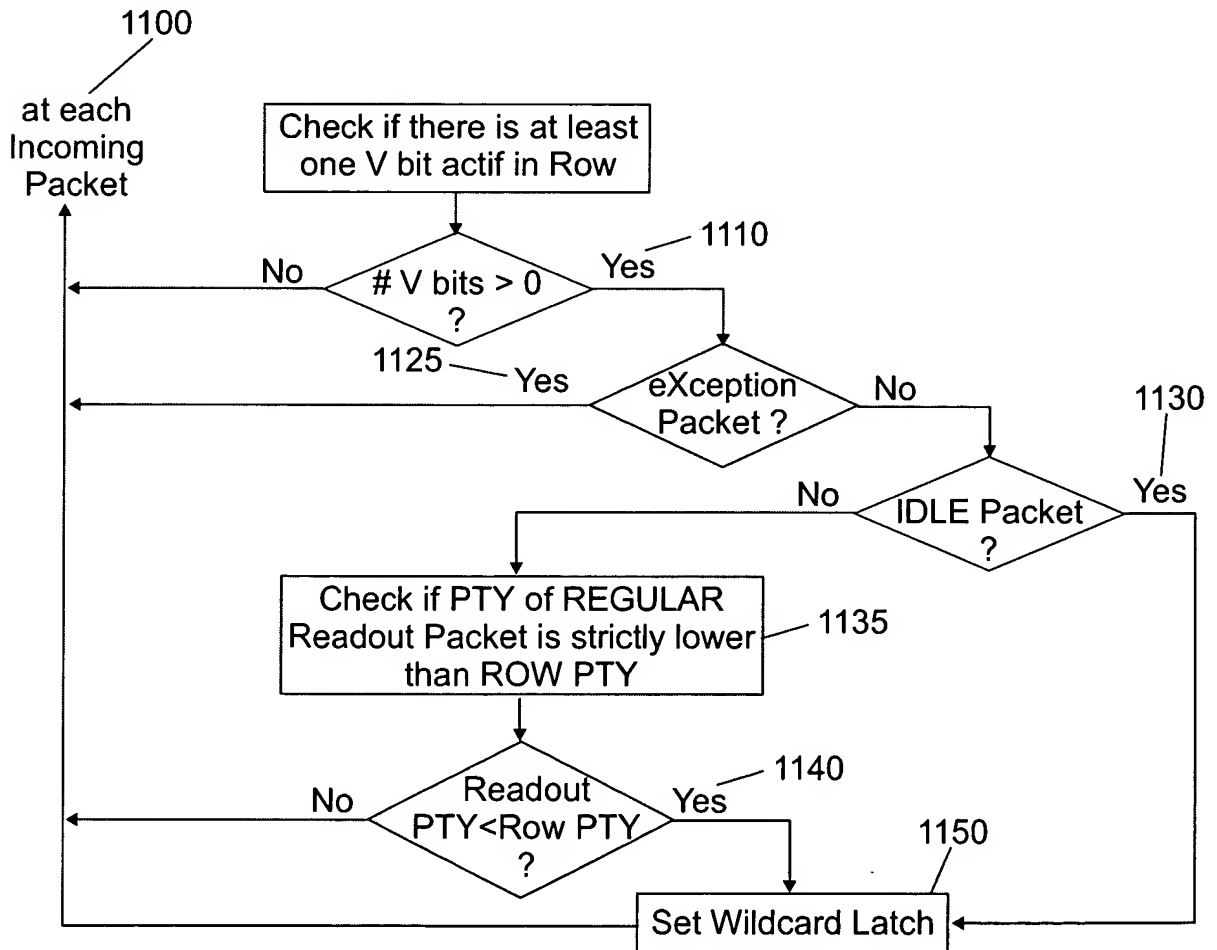 1100
at each
Incoming
Packet
Check if there is at least
one V bit actif in Row
No
# V bits > 0
?
Yes
1110
1125
Yes
eXception
Packet ?
No
1130
No
IDLE Packet
?
Yes
Check if PTY of REGULAR
Readout Packet is strictly lower
than ROW PTY
1135
No
Readout
PTY<Row PTY
?
Yes
1140
1150
Set Wildcard Latch